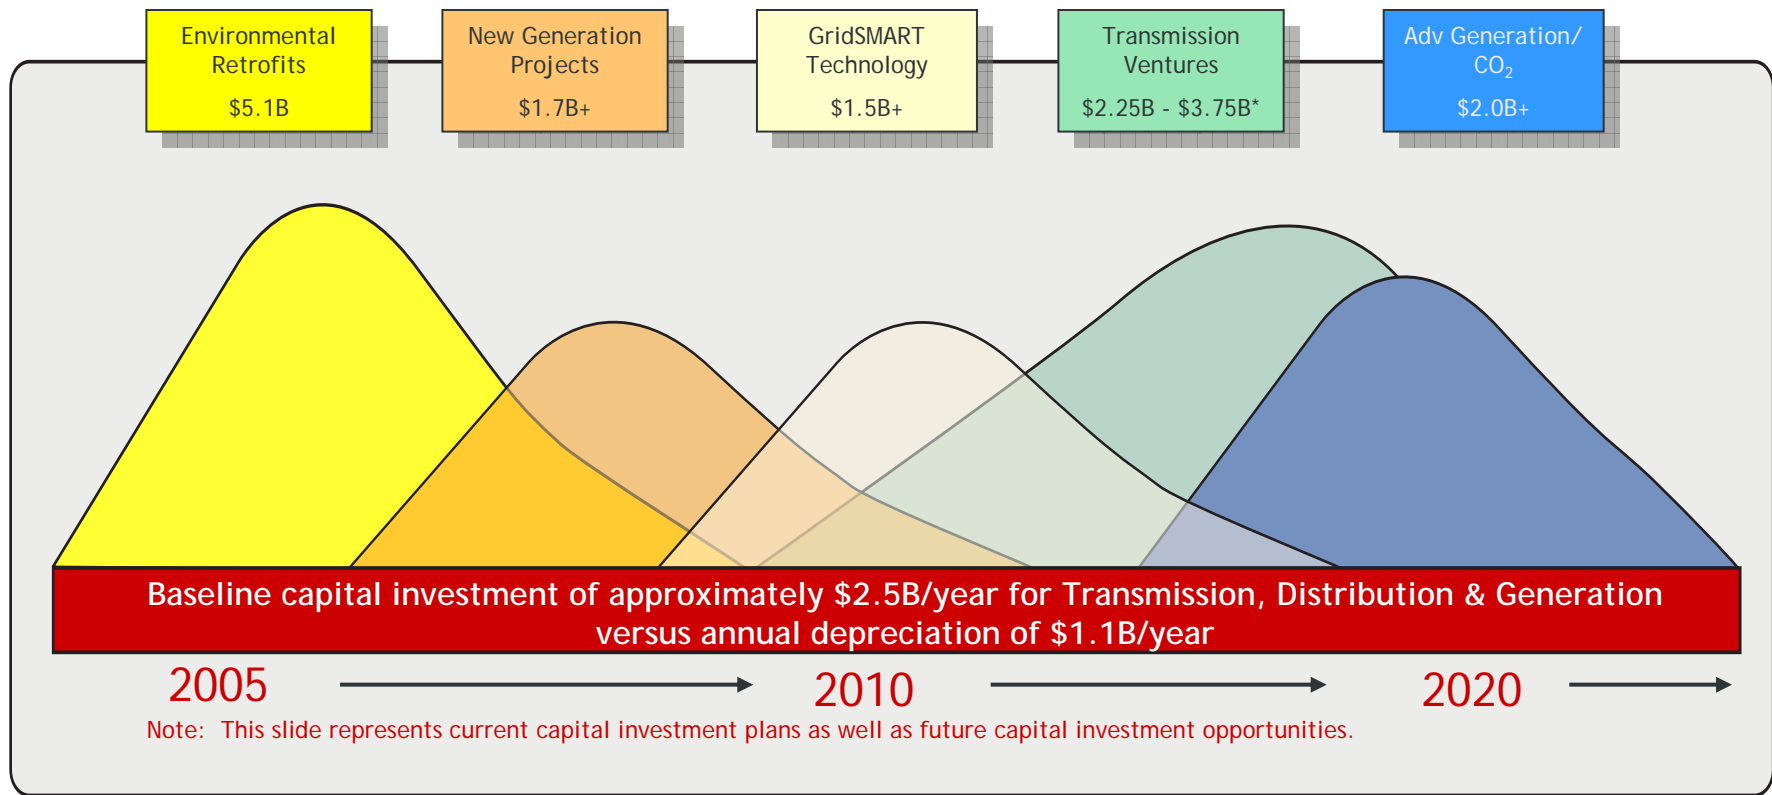 Environmental
Retrofits
$5.1B
New Generation
Projects
$1.7B+
GridSMART
Technology
$1.5B+
Transmission
Ventures
$2.25B - $3.75B*
Adv Generation/
CO₂
$2.0B+
Baseline capital investment of approximately $2.5B/year for Transmission, Distribution & Generation
versus annual depreciation of $1.1B/year
2005
2010
2020
Note: This slide represents current capital investment plans as well as future capital investment opportunities.